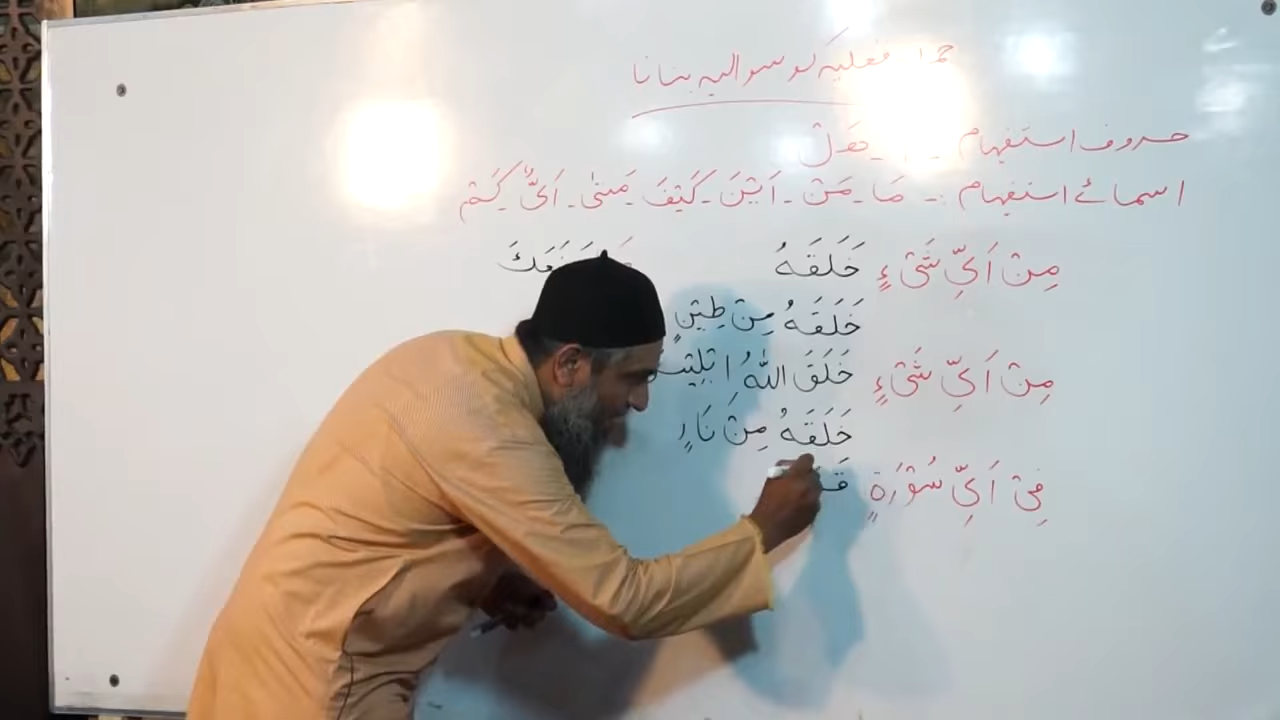 جملہ فعلیہ کو سوالیہ بنانا
حروف استفہام ۔ ھَلْ
اسمائے استفہام :۔ مَا ۔ مَنْ ۔ اَیْنَ ۔ کَیْفَ ۔ مَتٰی ۔ اَیُّ ۔ کَمْ
مِنْ اَیِّ شَیْءٍ خَلَقَهُ
خَلَقَهُ مِنْ طِیْنٍ
مِنْ اَیِّ شَیْءٍ خَلَقَ اللّٰهُ
خَلَقَهُ مِنْ نَارٍ
فِیْ اَیِّ سُوْرَةٍ